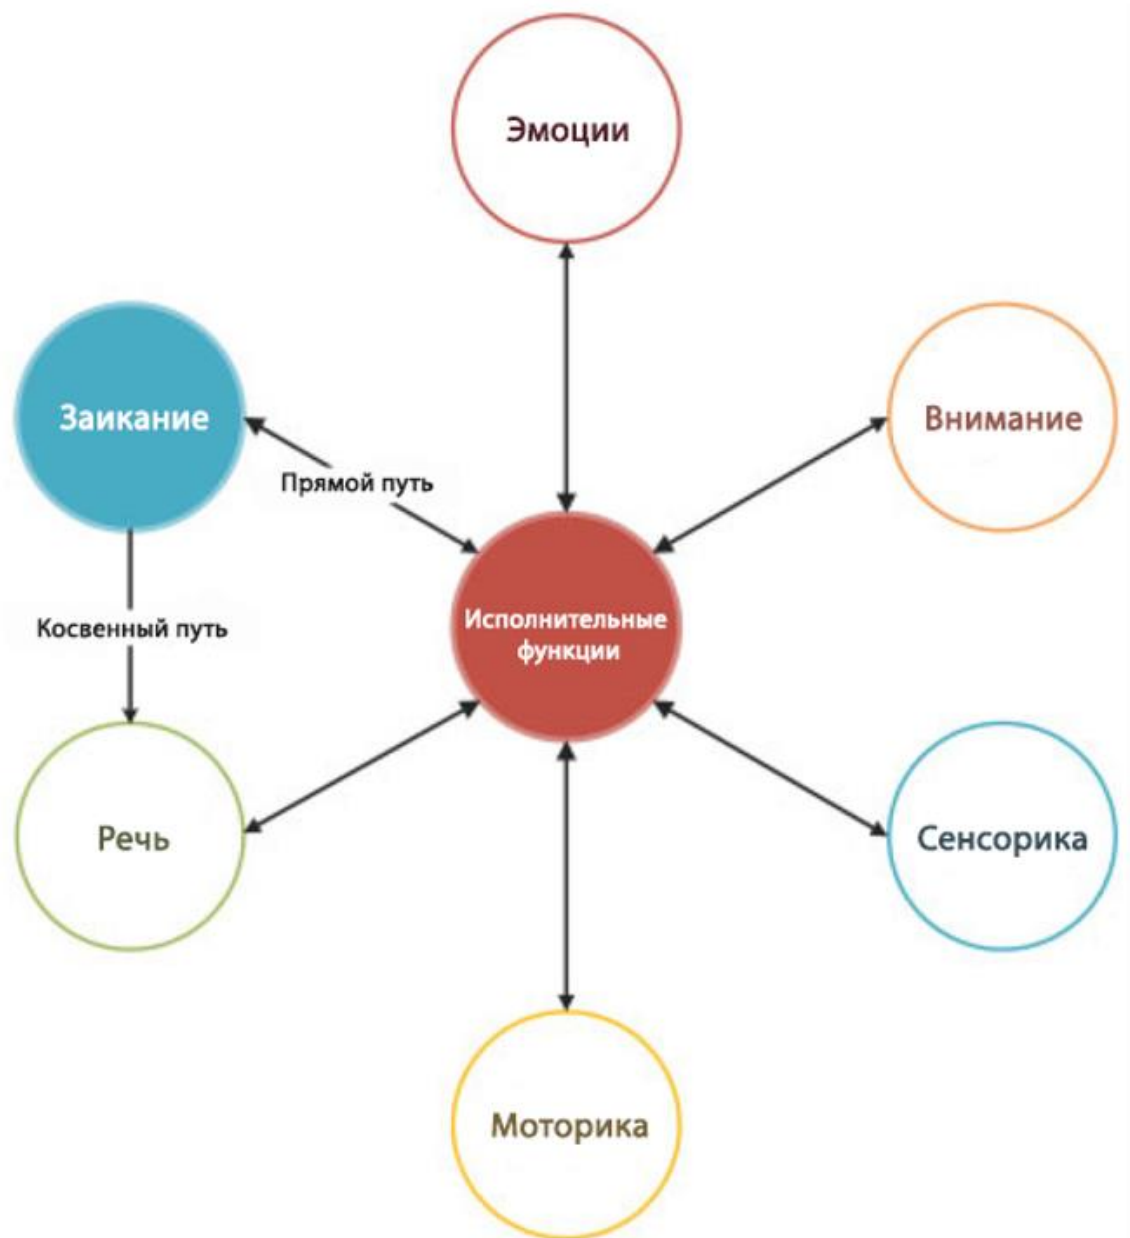 Эмоции
Заикание
Внимание
Прямой путь
Исполнительные
функции
Косвенный путь
Речь
Сенсорика
Моторика